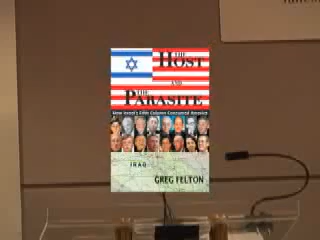 THE
HOST
AND
THE
PARASITE
How Israel's Fifth Column Consumed America
IRAQ
GREG FELTON